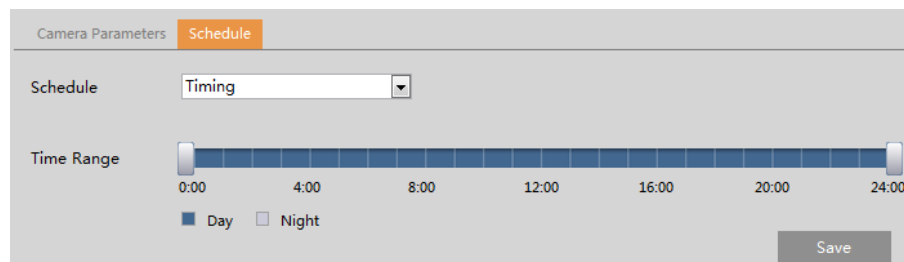 Camera Parameters Schedule
Schedule Timing
Time Range
0:00 4:00 8:00 12:00 16:00 20:00 24:00
Day Night
Save